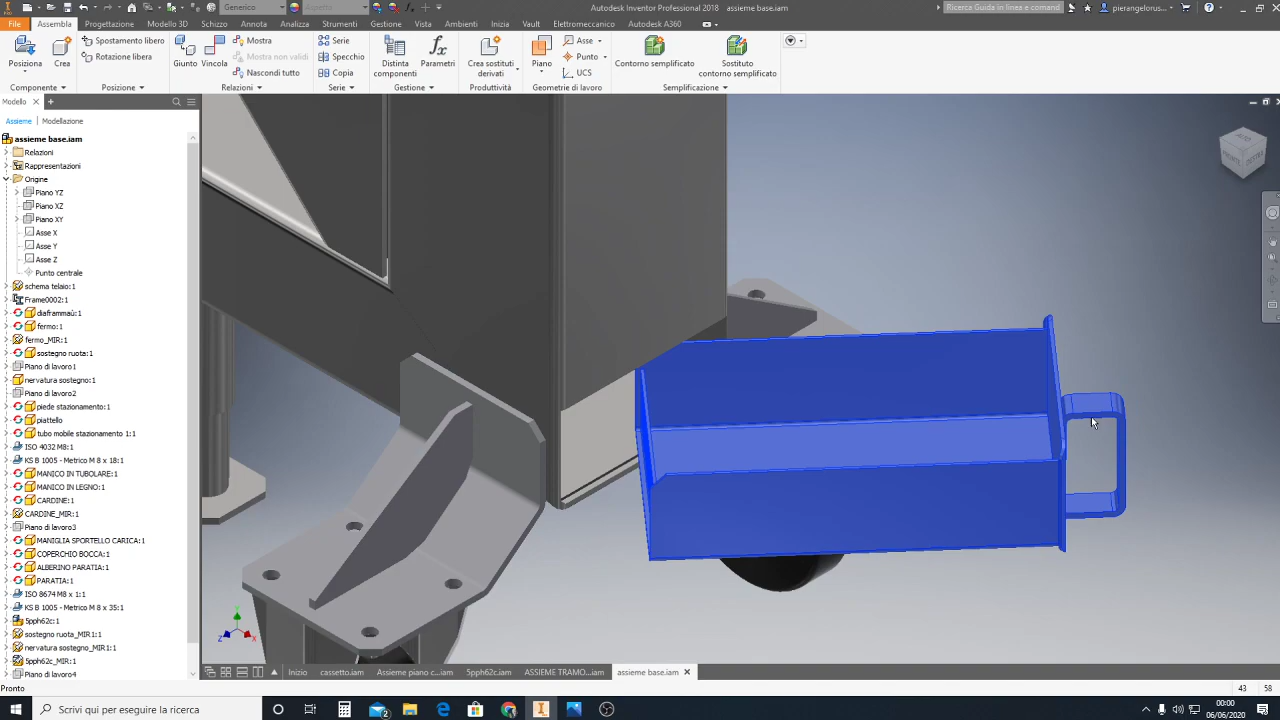 Generico
Aspetto
Autodesk Inventor Professional 2018 assieme base.iam
Ricerca Guida in linea e comand
pierangelorus...
File Assembla Progettazione Modello 3D Schizzo Annota Analizza Strumenti Gestione Vista Ambienti Inizia Vault Elettromeccanico Autodesk A360
Posiziona
Crea
Spostamento libero
Rotazione libera
Giunto
Vincola
Mostra
Mostra non validi
Nascondi tutto
Serie
Specchio
Copia
Distinta componenti
Parametri
Crea sostituti derivati
Piano
Asse
Punto
UCS
Contorno semplificato
Sostituto contorno semplificato
Componente Posizione Relazioni Serie Gestione Produttività Geometrie di lavoro Semplificazione
Modello
Assieme Modellazione
assieme base.iam
Relazioni
Rappresentazioni
Origine
Piano YZ
Piano XZ
Piano XY
Asse X
Asse Y
Asse Z
Punto centrale
schema telaio:1
Frame0002:1
diaframmaù:1
fermo:1
fermo_MIR:1
sostegno ruota:1
Piano di lavoro1
nervatura sostegno:1
Piano di lavoro2
piede stazionamento:1
piattello
tubo mobile stazionamento 1:1
ISO 4032 M8:1
KS B 1005 - Metrico M 8 x 18:1
MANICO IN TUBOLARE:1
MANICO IN LEGNO:1
CARDINE:1
CARDINE_MIR:1
Piano di lavoro3
MANIGLIA SPORTELLO CARICA:1
COPERCHIO BOCCA:1
ALBERINO PARATIA:1
PARATIA:1
ISO 8674 M8 x 1:1
KS B 1005 - Metrico M 8 x 35:1
5pph62c:1
sostegno ruota_MIR1:1
nervatura sostegno_MIR1:1
5pph62c_MIR:1
Piano di lavoro4
Z X
Inizio cassetto.iam Assieme piano c...iam 5pph62c.iam ASSIEME TRAMO...iam assieme base.iam
Pronto
43 58
Scrivi qui per eseguire la ricerca
2
00:00
06/06/2020